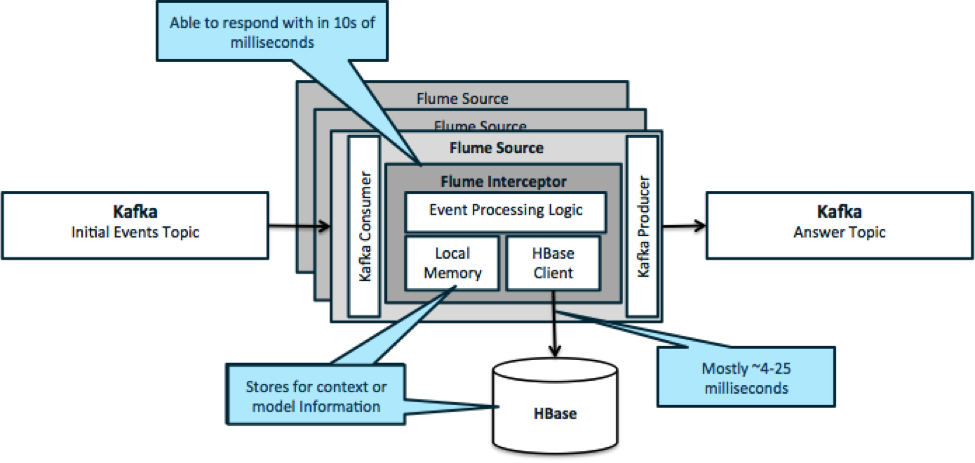 Able to respond with in 10s of
milliseconds
Flume Source
Flume Source
Flume Source
Flume Interceptor
Kafka Consumer
Event Processing Logic
Local
Memory
HBase
Client
Kafka Producer
Kafka
Initial Events Topic
Kafka
Answer Topic
Stores for context or
model Information
HBase
Mostly ~4-25
milliseconds